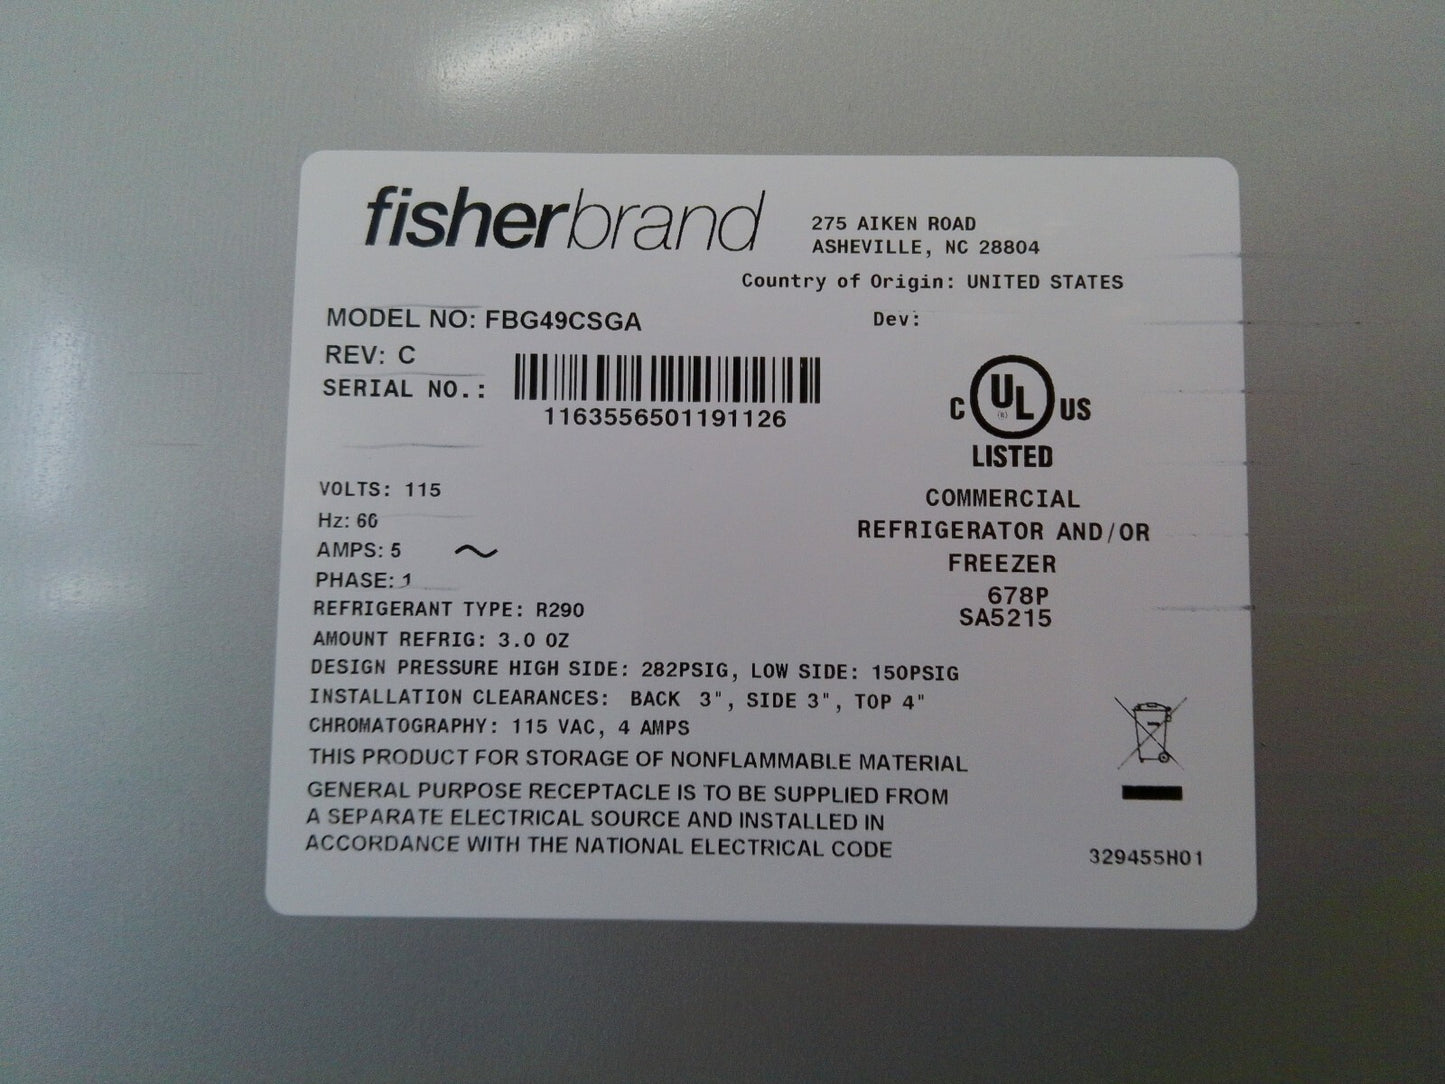 fisherbrand
275 AIKEN ROAD
ASHEVILLE, NC 28804
Country of Origin: UNITED STATES
MODEL NO: FBG49CSGA
Dev:
REV: C
SERIAL NO.:
1163556501191126
C UL US
(R)
LISTED
COMMERCIAL
REFRIGERATOR AND/OR
FREEZER
678P
SA5215
VOLTS: 115
Hz: 60
AMPS: 5 ~
PHASE: 1
REFRIGERANT TYPE: R290
AMOUNT REFRIG: 3.0 OZ
DESIGN PRESSURE HIGH SIDE: 282PSIG, LOW SIDE: 150PSIG
INSTALLATION CLEARANCES: BACK 3", SIDE 3", TOP 4"
CHROMATOGRAPHY: 115 VAC, 4 AMPS
THIS PRODUCT FOR STORAGE OF NONFLAMMABLE MATERIAL
GENERAL PURPOSE RECEPTACLE IS TO BE SUPPLIED FROM
A SEPARATE ELECTRICAL SOURCE AND INSTALLED IN
ACCORDANCE WITH THE NATIONAL ELECTRICAL CODE
329455H01